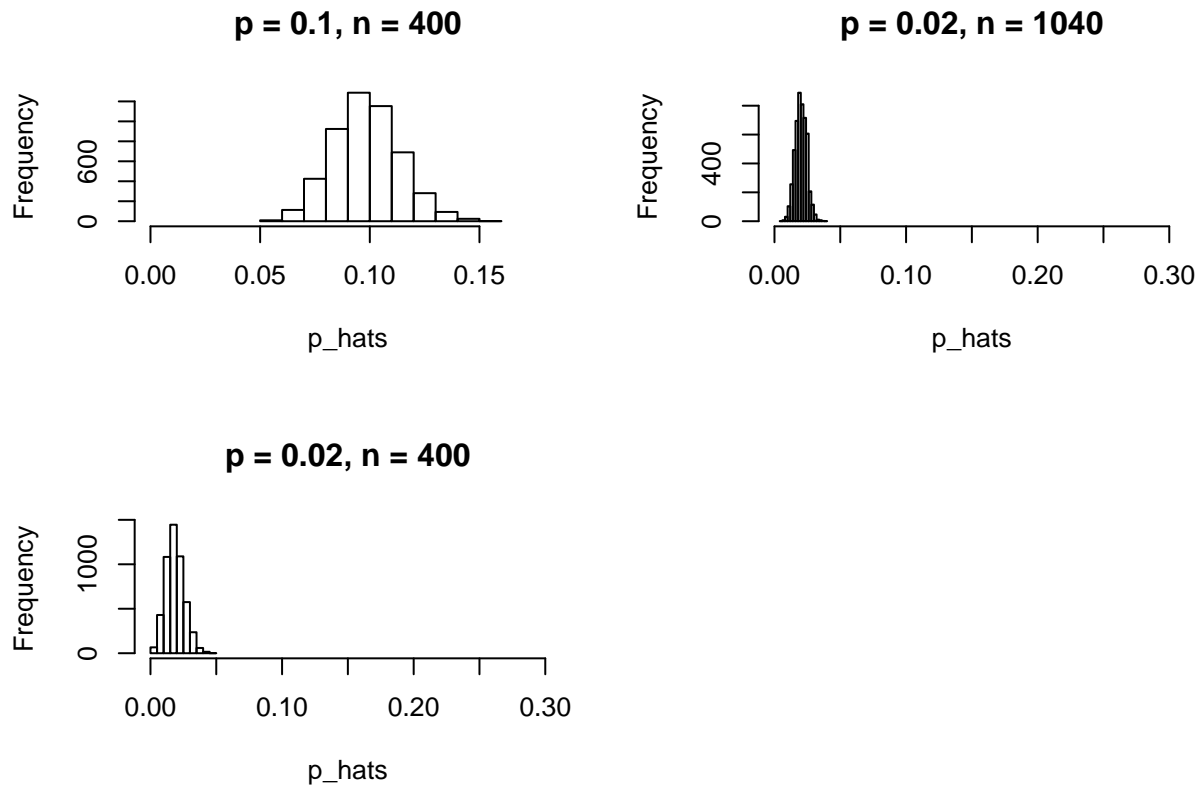 p = 0.1, n = 400
Frequency
0 600
0.00 0.05 0.10 0.15
p_hats
p = 0.02, n = 1040
Frequency
0 400
0.00 0.10 0.20 0.30
p_hats
p = 0.02, n = 400
Frequency
0 1000
0.00 0.10 0.20 0.30
p_hats